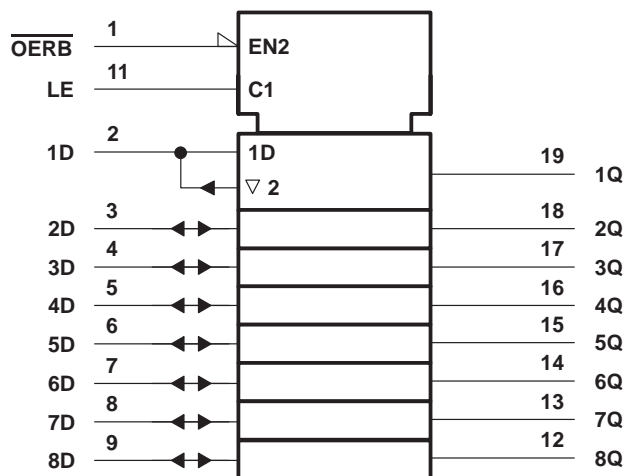 1
O̅E̅R̅B̅ EN2
11
LE C1
2
1D 1D 19 1Q
▽ 2
3
2D 18 2Q
4
3D 17 3Q
5
4D 16 4Q
6
5D 15 5Q
7
6D 14 6Q
8
7D 13 7Q
9
8D 12 8Q